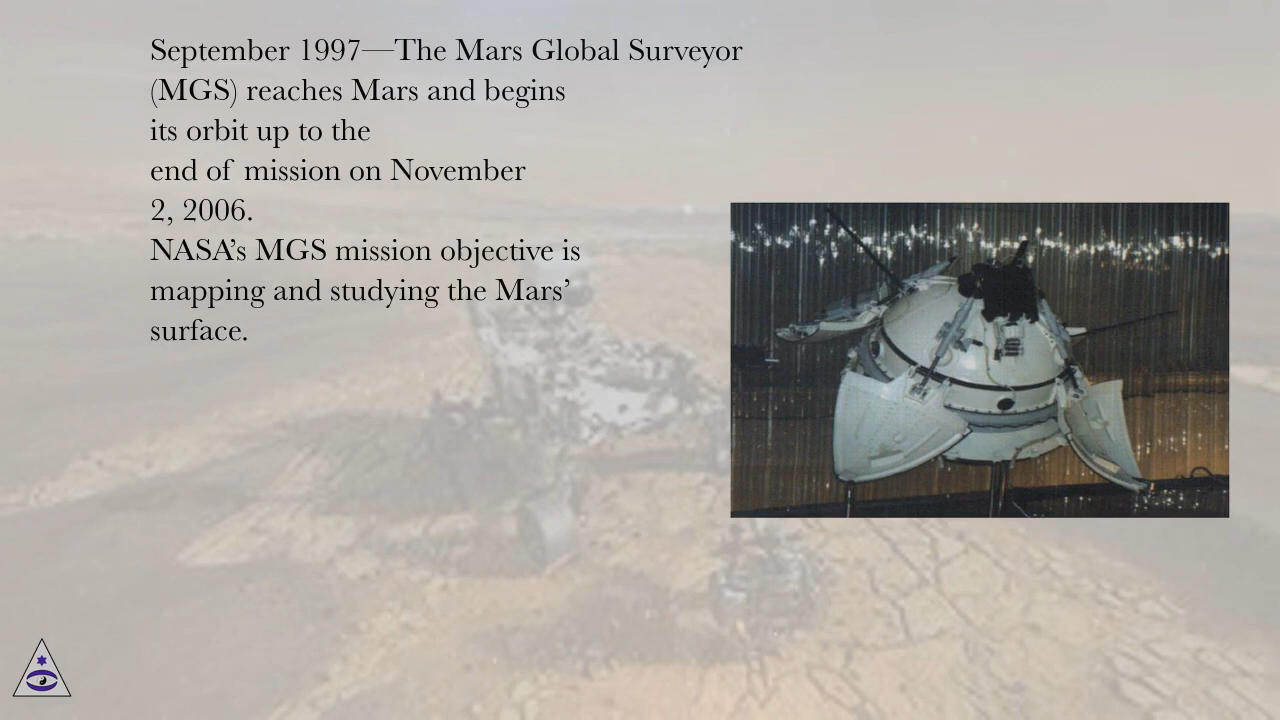 September 1997—The Mars Global Surveyor
(MGS) reaches Mars and begins
its orbit up to the
end of mission on November
2, 2006.
NASA’s MGS mission objective is
mapping and studying the Mars’
surface.